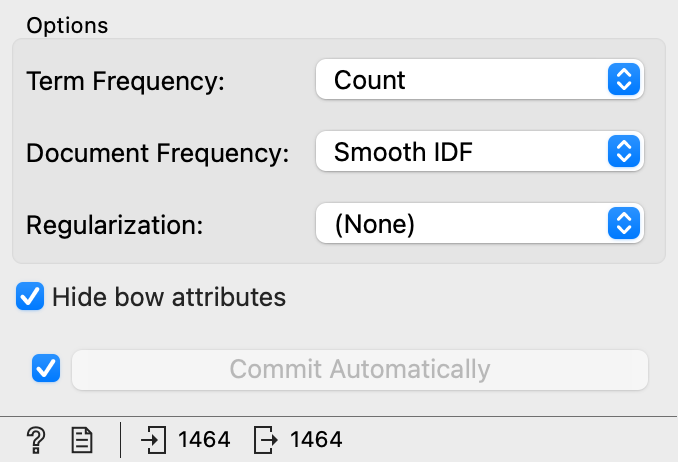 Options
Term Frequency: Count
Document Frequency: Smooth IDF
Regularization: (None)
Hide bow attributes
Commit Automatically
? 1464 1464